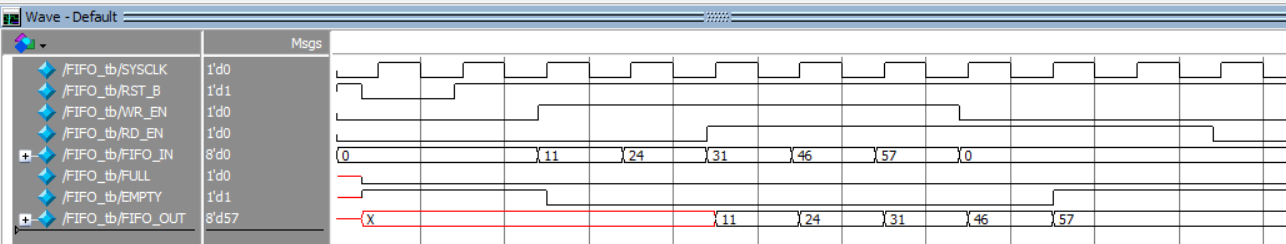 Wave - Default
Msgs
/FIFO_tb/SYSCLK 1'd0
/FIFO_tb/RST_B 1'd1
/FIFO_tb/WR_EN 1'd0
/FIFO_tb/RD_EN 1'd0
/FIFO_tb/FIFO_IN 8'd0 0 11 24 31 46 57 0
/FIFO_tb/FULL 1'd0
/FIFO_tb/EMPTY 1'd1
/FIFO_tb/FIFO_OUT 8'd57 X 11 24 31 46 57